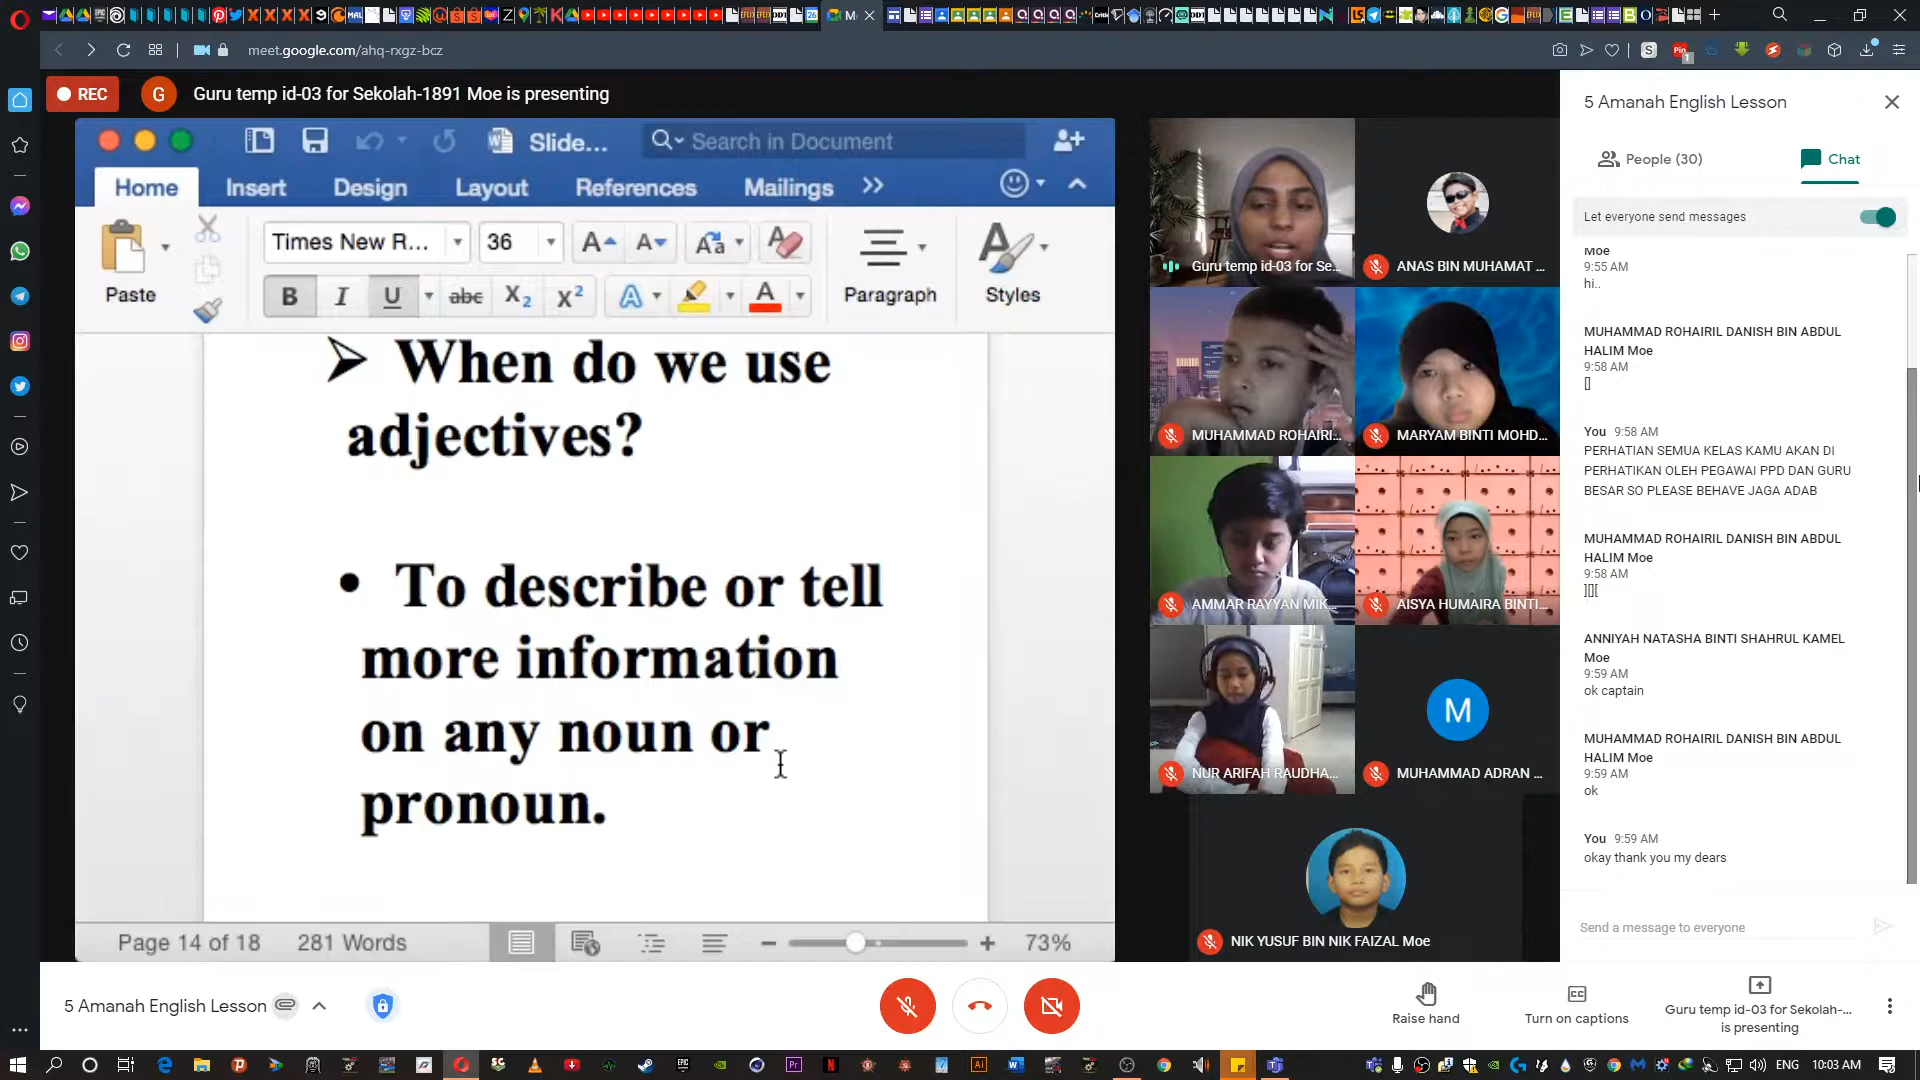 meet.google.com/ahq-rxgz-bcz
REC
G
Guru temp id-03 for Sekolah-1891 Moe is presenting
Slide...
Search in Document
Home
Insert
Design
Layout
References
Mailings
Paste
Times New R...
36
B
I
U
abc
X2
X2
A
A
Paragraph
Styles
When do we use
adjectives?
To describe or tell
more information
on any noun or
pronoun.
Page 14 of 18
281 Words
73%
Guru temp id-03 for Se...
ANAS BIN MUHAMAT ...
MUHAMMAD ROHAIRI...
MARYAM BINTI MOHD...
AMMAR RAYYAN MIK...
AISYA HUMAIRA BINTI...
NUR ARIFAH RAUDHA...
M
MUHAMMAD ADRAN ...
NIK YUSUF BIN NIK FAIZAL Moe
5 Amanah English Lesson
People (30)
Chat
Let everyone send messages
Moe
9:55 AM
hi..
MUHAMMAD ROHAIRIL DANISH BIN ABDUL
HALIM Moe
9:58 AM
[]
You 9:58 AM
PERHATIAN SEMUA KELAS KAMU AKAN DI
PERHATIKAN OLEH PEGAWAI PPD DAN GURU
BESAR SO PLEASE BEHAVE JAGA ADAB
MUHAMMAD ROHAIRIL DANISH BIN ABDUL
HALIM Moe
9:58 AM
][][
ANNIYAH NATASHA BINTI SHAHRUL KAMEL
Moe
9:59 AM
ok captain
MUHAMMAD ROHAIRIL DANISH BIN ABDUL
HALIM Moe
9:59 AM
ok
You 9:59 AM
okay thank you my dears
Send a message to everyone
5 Amanah English Lesson
Raise hand
Turn on captions
Guru temp id-03 for Sekolah-...
is presenting
ENG
10:03 AM